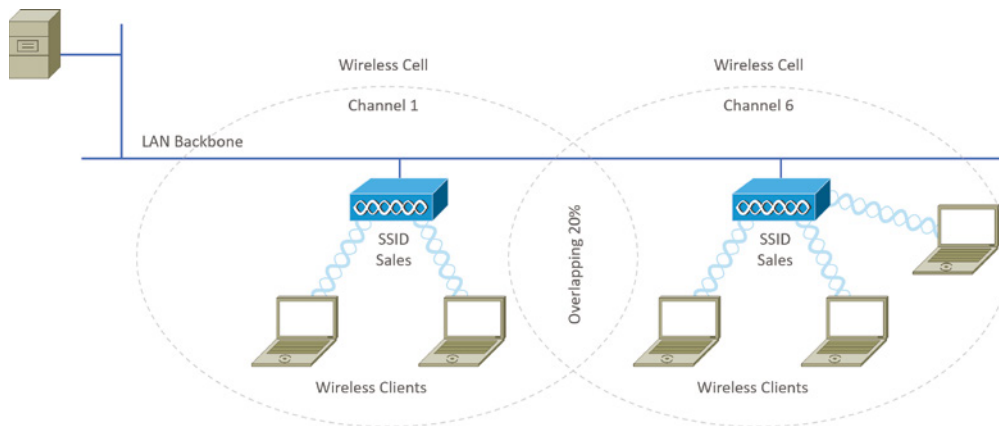 Wireless Cell
Wireless Cell
Channel 1
Channel 6
LAN Backbone
SSID
Sales
Overlapping 20%
SSID
Sales
Wireless Clients
Wireless Clients